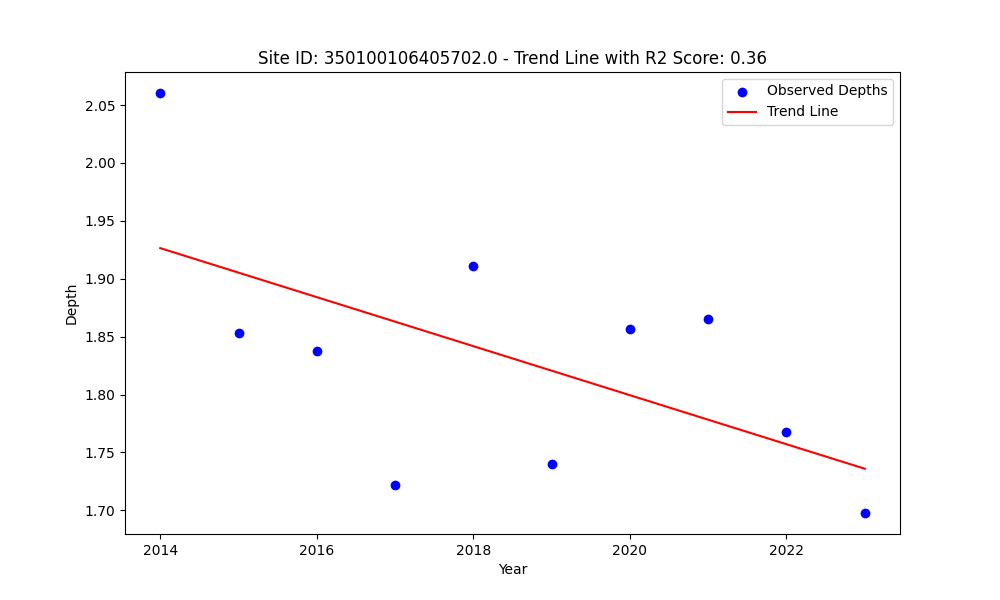 Site ID: 350100106405702.0 - Trend Line with R2 Score: 0.36
Observed Depths
Trend Line
2.05
2.00
1.95
1.90
1.85
1.80
1.75
1.70
Depth
2014 2016 2018 2020 2022
Year